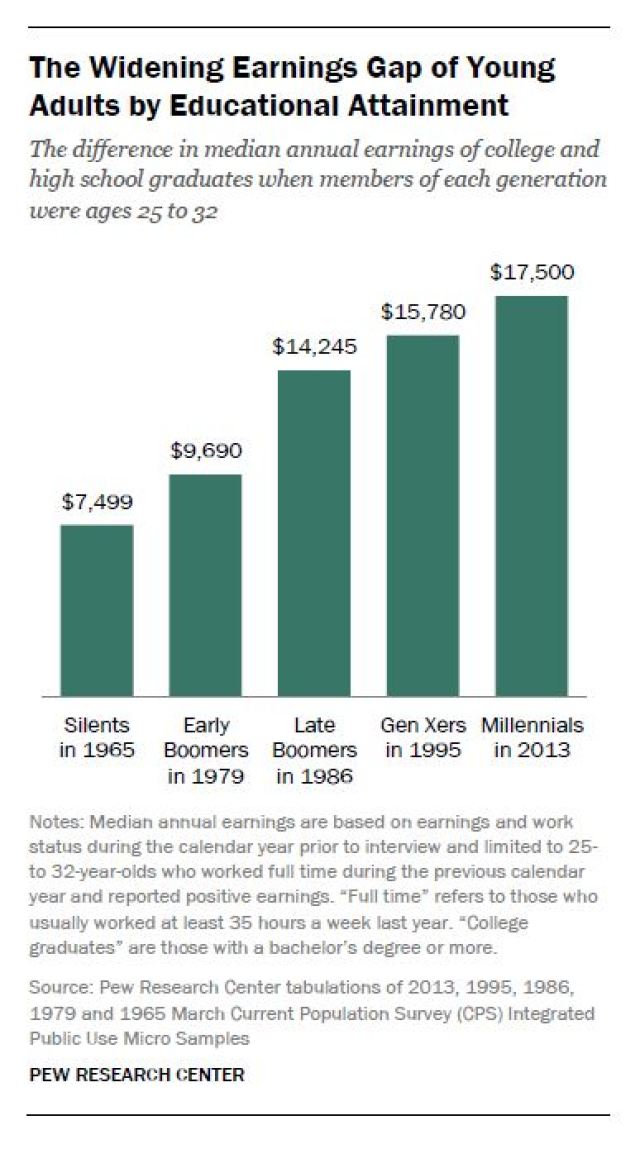 The Widening Earnings Gap of Young
Adults by Educational Attainment
The difference in median annual earnings of college and
high school graduates when members of each generation
were ages 25 to 32
$7,499
$9,690
$14,245
$15,780
$17,500
Silents
in 1965
Early
Boomers
in 1979
Late
Boomers
in 1986
Gen Xers
in 1995
Millennials
in 2013
Notes: Median annual earnings are based on earnings and work
status during the calendar year prior to interview and limited to 25-
to 32-year-olds who worked full time during the previous calendar
year and reported positive earnings. “Full time” refers to those who
usually worked at least 35 hours a week last year. “College
graduates” are those with a bachelor’s degree or more.
Source: Pew Research Center tabulations of 2013, 1995, 1986,
1979 and 1965 March Current Population Survey (CPS) Integrated
Public Use Micro Samples
PEW RESEARCH CENTER